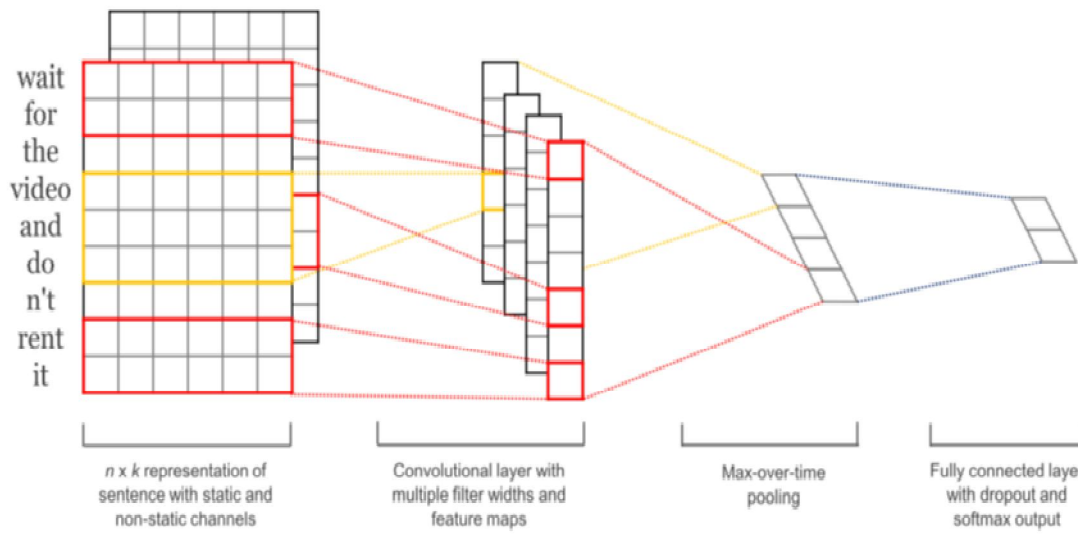 wait
for
the
video
and
do
n't
rent
it
n x k representation of
sentence with static and
non-static channels
Convolutional layer with
multiple filter widths and
feature maps
Max-over-time
pooling
Fully connected laye
with dropout and
softmax output